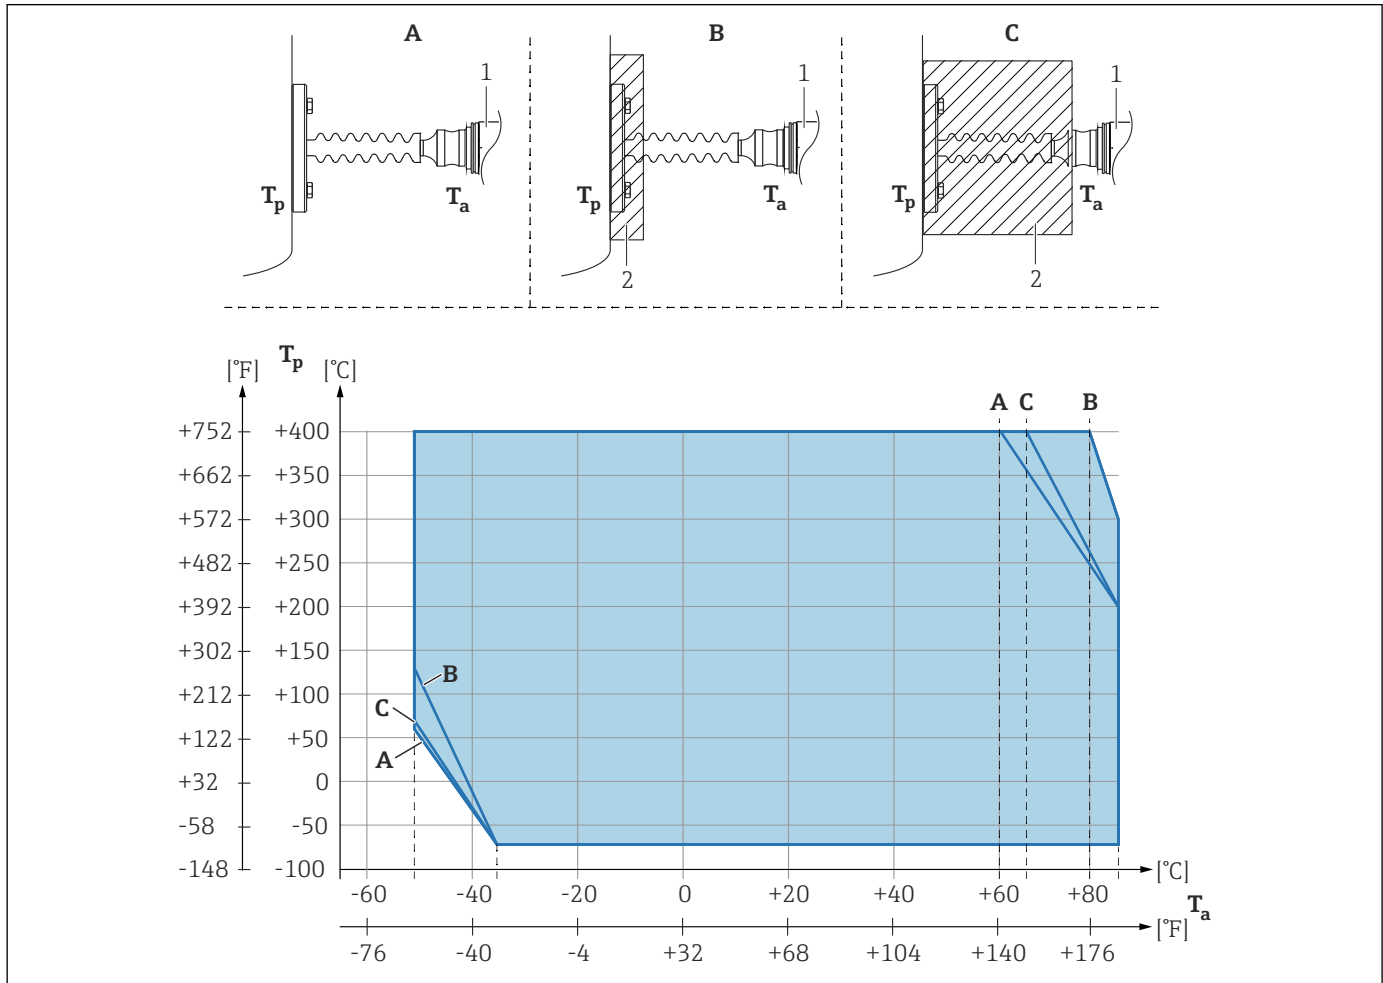 A B C
1 1 1
Tp Ta Tp Ta Tp Ta
2 2
Tp
[°F] [°C]
A C B
+752 +400
+662 +350
+572 +300
+482 +250
+392 +200
+302 +150
B
+212 +100
C
+122 +50
A
+32 0
-58 -50
-148 -100
[°C]
-60 -40 -20 0 +20 +40 +60 +80
Ta
[°F]
-76 -40 -4 +32 +68 +104 +140 +176